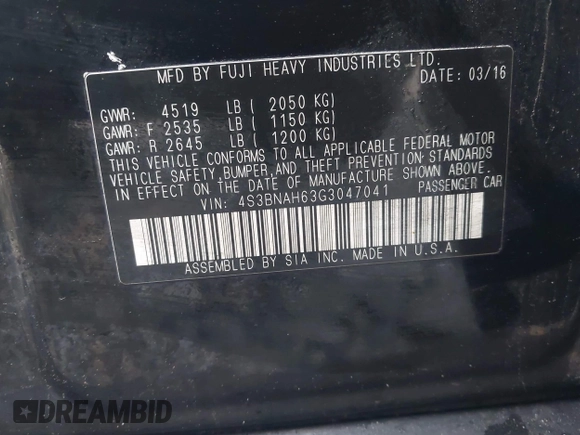 MFD BY FUJI HEAVY INDUSTRIES LTD.
DATE: 03/16
GVWR: 4519 LB ( 2050 KG)
GAWR: F 2535 LB ( 1150 KG)
GAWR: R 2645 LB ( 1200 KG)
THIS VEHICLE CONFORMS TO ALL APPLICABLE FEDERAL MOTOR
VEHICLE SAFETY, BUMPER, AND THEFT PREVENTION STANDARDS
IN EFFECT ON THE DATE OF MANUFACTURE SHOWN ABOVE.
VIN: 4S3BNAH63G3047041 PASSENGER CAR
ASSEMBLED BY SIA INC. MADE IN U.S.A.
DREAMBID